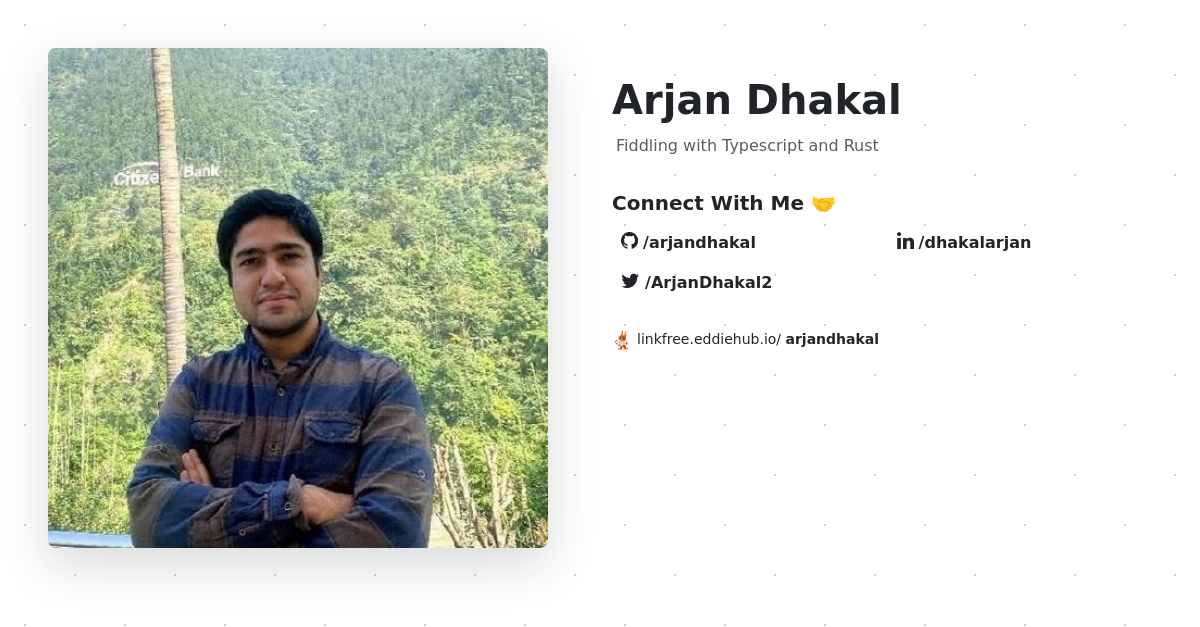 Citize Bank
Arjan Dhakal
Fiddling with Typescript and Rust
Connect With Me 🤝
/arjandhakal
in /dhakalarjan
/ArjanDhakal2
linkfree.eddiehub.io/ arjandhakal